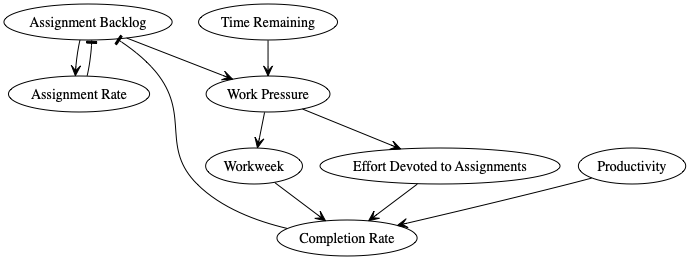 Assignment Backlog
Time Remaining
Assignment Rate
Work Pressure
Workweek
Effort Devoted to Assignments
Productivity
Completion Rate